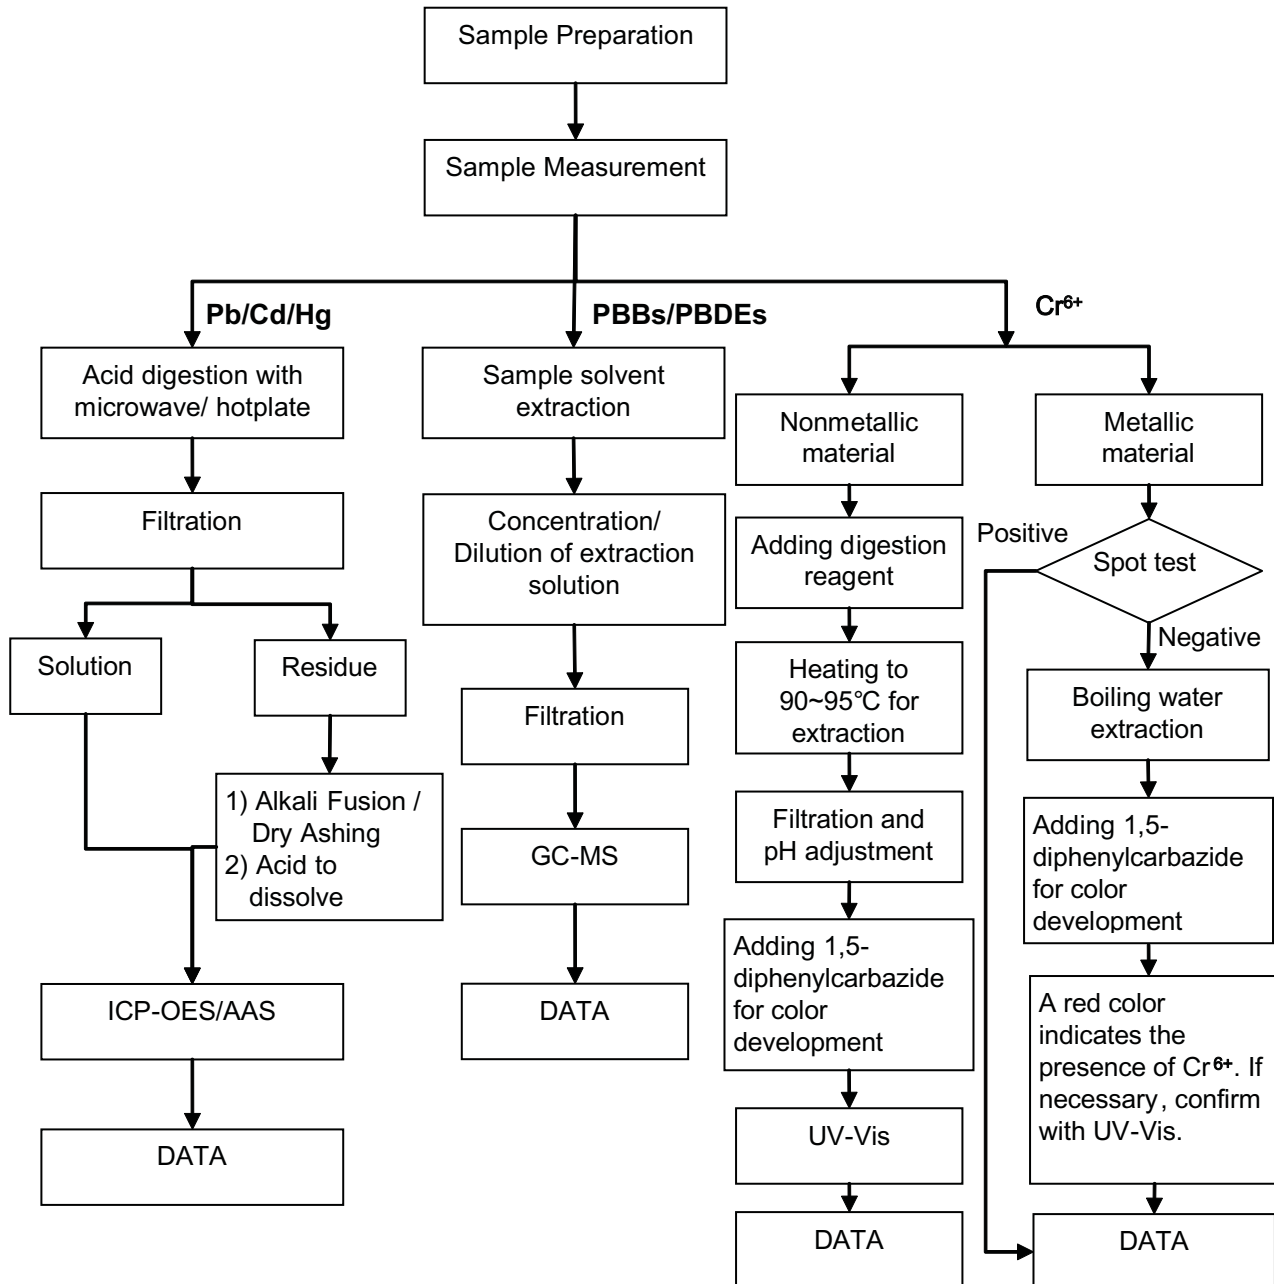 Sample Preparation
Sample Measurement
Pb/Cd/Hg
PBBs/PBDEs
Cr⁶⁺
Acid digestion with
microwave/ hotplate
Filtration
Solution
Residue
1) Alkali Fusion /
Dry Ashing
2) Acid to
dissolve
ICP-OES/AAS
DATA
Sample solvent
extraction
Concentration/
Dilution of extraction
solution
Filtration
GC-MS
DATA
Nonmetallic
material
Adding digestion
reagent
Heating to
90~95℃ for
extraction
Filtration and
pH adjustment
Adding 1,5-
diphenylcarbazide
for color
development
UV-Vis
DATA
Metallic
material
Positive
Spot test
Negative
Boiling water
extraction
Adding 1,5-
diphenylcarbazide
for color
development
A red color
indicates the
presence of Cr⁶⁺. If
necessary, confirm
with UV-Vis.
DATA